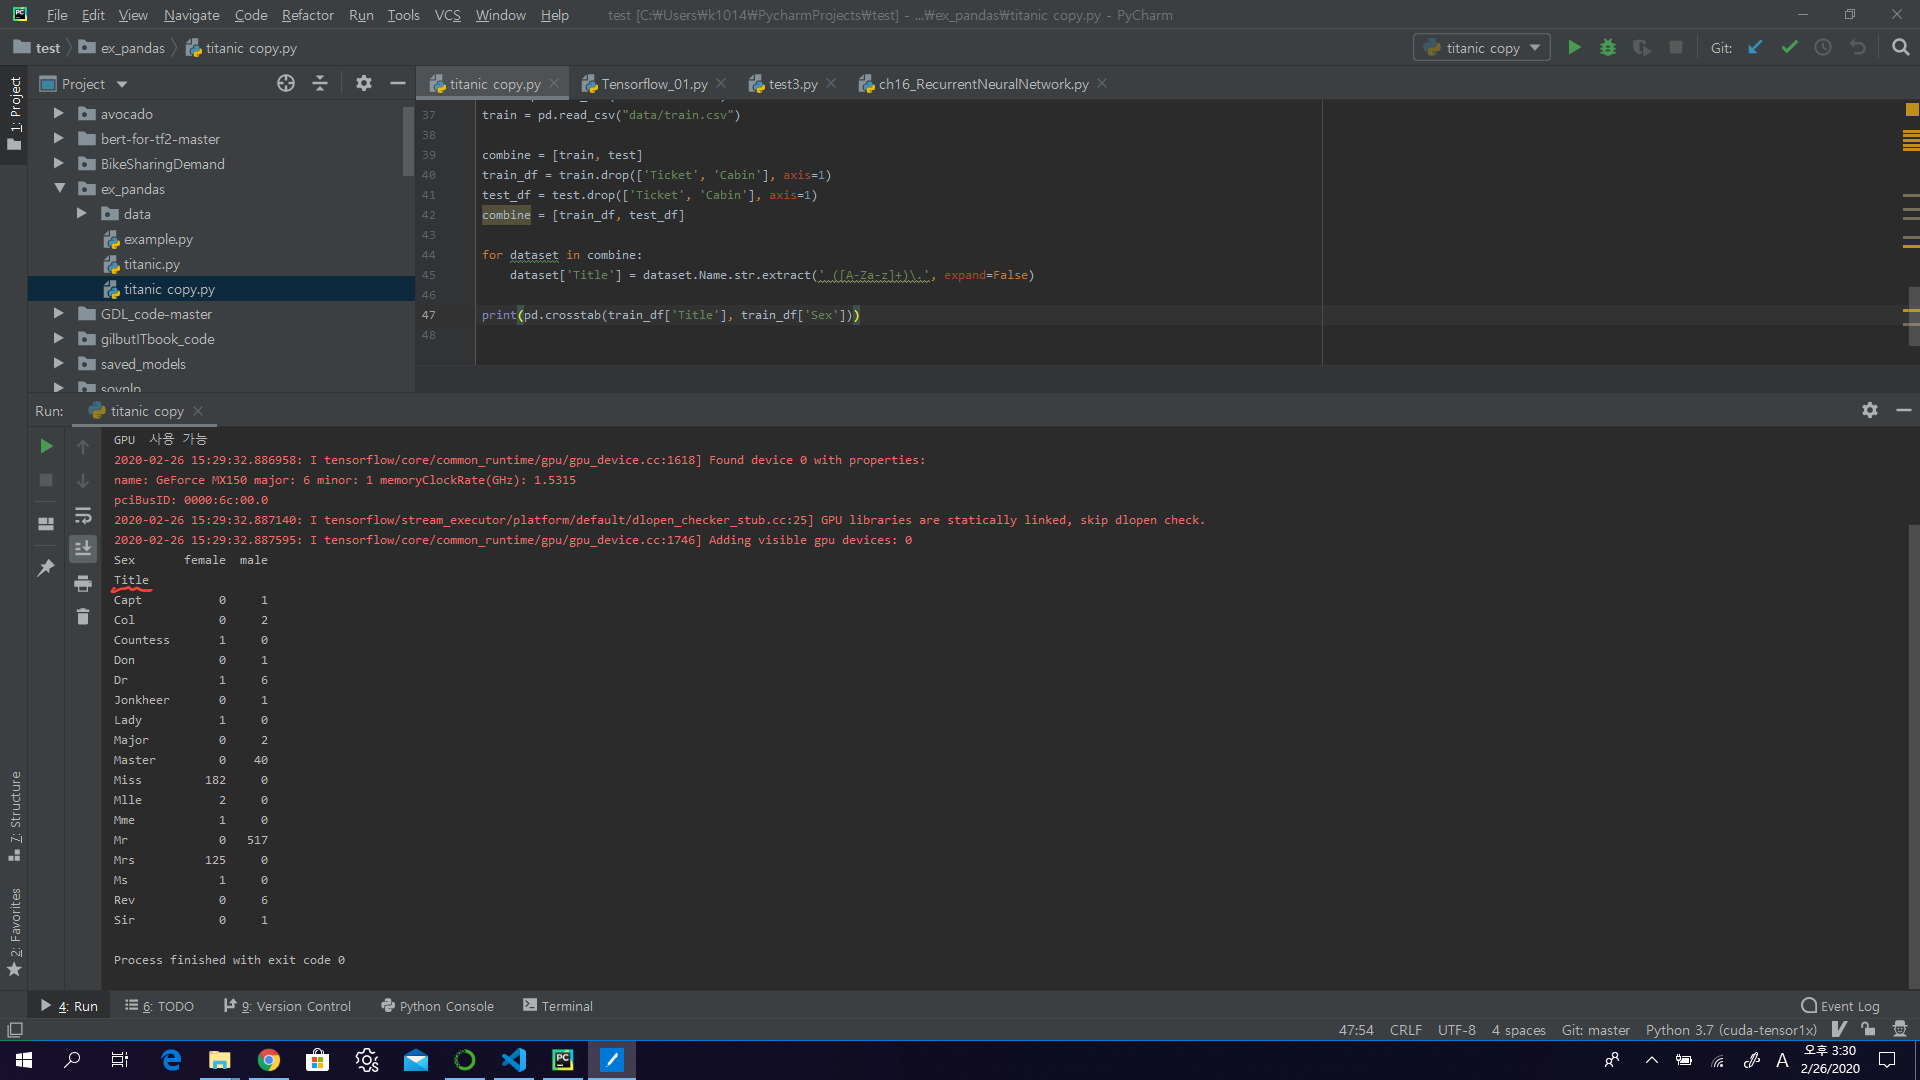 File Edit View Navigate Code Refactor Run Tools VCS Window Help test [C:₩Users₩k1014₩PycharmProjects₩test] - ...₩ex_pandas₩titanic copy.py - PyCharm
test ex_pandas titanic copy.py titanic copy Git:
1: Project
Project
titanic copy.py Tensorflow_01.py test3.py ch16_RecurrentNeuralNetwork.py
avocado
bert-for-tf2-master
BikeSharingDemand
ex_pandas
data
example.py
titanic.py
titanic copy.py
GDL_code-master
gilbutITbook_code
saved_models
37 train = pd.read_csv("data/train.csv")
38
39 combine = [train, test]
40 train_df = train.drop(['Ticket', 'Cabin'], axis=1)
41 test_df = test.drop(['Ticket', 'Cabin'], axis=1)
42 combine = [train_df, test_df]
43
44 for dataset in combine:
45 dataset['Title'] = dataset.Name.str.extract(' ([A-Za-z]+)\.', expand=False)
46
47 print(pd.crosstab(train_df['Title'], train_df['Sex']))
48
Run: titanic copy
GPU 사용 가능
2020-02-26 15:29:32.886958: I tensorflow/core/common_runtime/gpu/gpu_device.cc:1618] Found device 0 with properties:
name: GeForce MX150 major: 6 minor: 1 memoryClockRate(GHz): 1.5315
pciBusID: 0000:6c:00.0
2020-02-26 15:29:32.887140: I tensorflow/stream_executor/platform/default/dlopen_checker_stub.cc:25] GPU libraries are statically linked, skip dlopen check.
2020-02-26 15:29:32.887595: I tensorflow/core/common_runtime/gpu/gpu_device.cc:1746] Adding visible gpu devices: 0
Sex female male
Title
Capt 0 1
Col 0 2
Countess 1 0
Don 0 1
Dr 1 6
Jonkheer 0 1
Lady 1 0
Major 0 2
Master 0 40
Miss 182 0
Mlle 2 0
Mme 1 0
Mr 0 517
Mrs 125 0
Ms 1 0
Rev 0 6
Sir 0 1
Process finished with exit code 0
7: Structure
2: Favorites
4: Run 6: TODO 9: Version Control Python Console Terminal Event Log
47:54 CRLF UTF-8 4 spaces Git: master Python 3.7 (cuda-tensor1x)
A 오후 3:30
2/26/2020